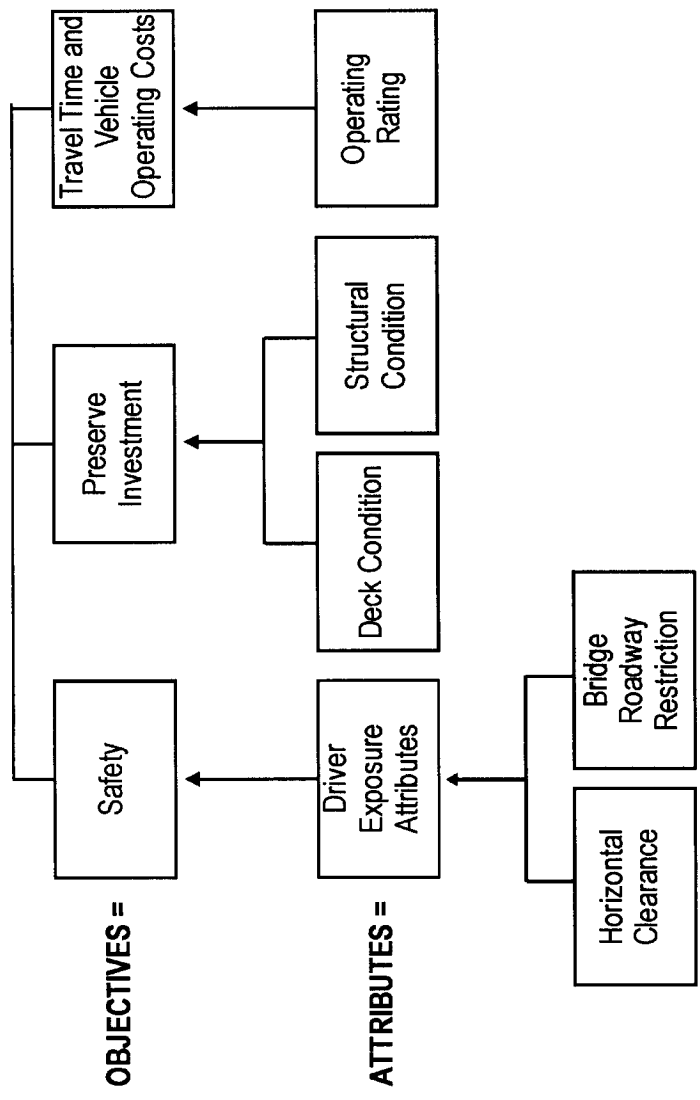 OBJECTIVES =
Safety
Preserve
Investment
Travel Time and
Vehicle
Operating Costs
ATTRIBUTES =
Driver
Exposure
Attributes
Deck Condition
Structural
Condition
Operating
Rating
Horizontal
Clearance
Bridge
Roadway
Restriction